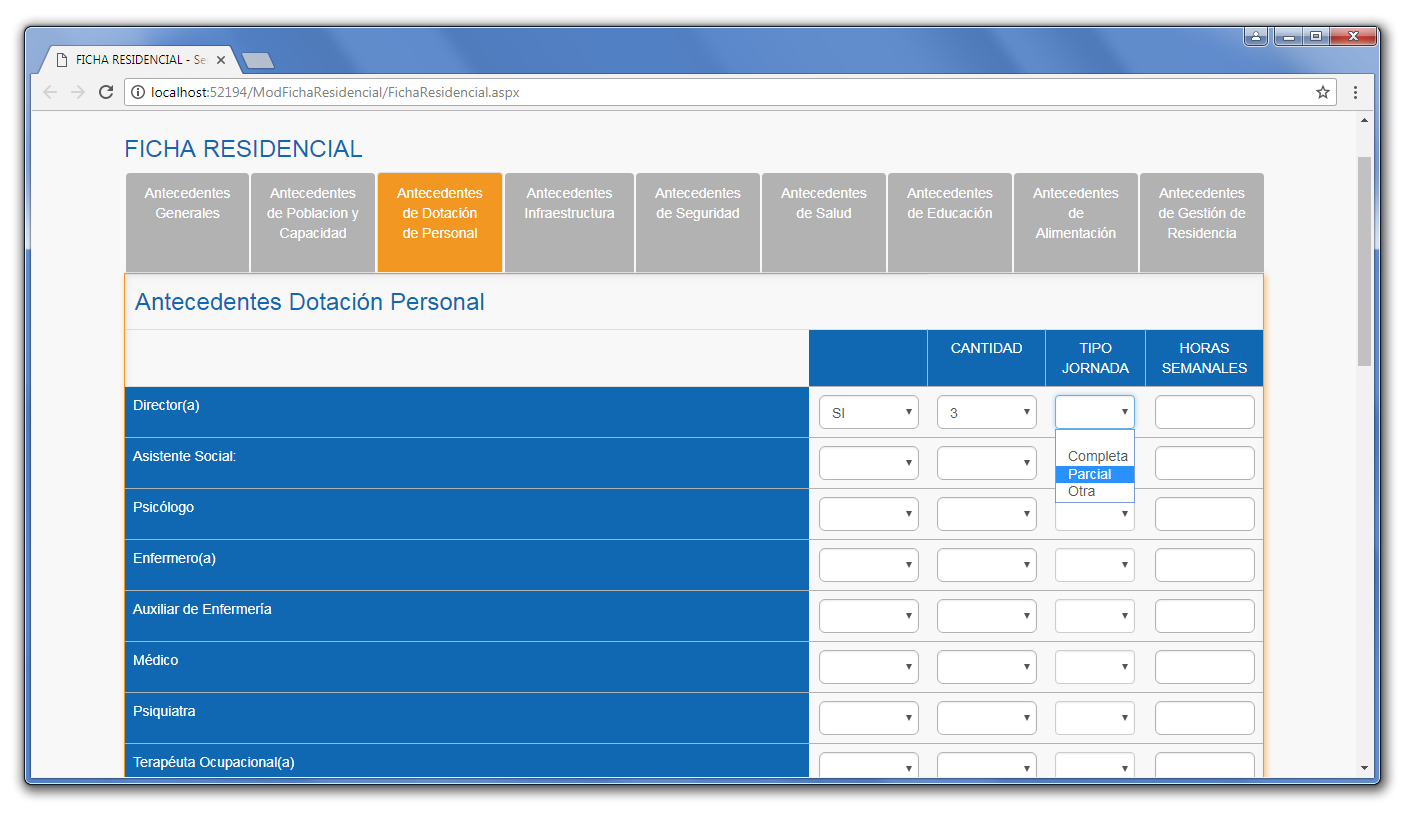 FICHA RESIDENCIAL - Se
localhost:52194/ModFichaResidencial/FichaResidencial.aspx
FICHA RESIDENCIAL
Antecedentes
Generales
Antecedentes
de Poblacion y
Capacidad
Antecedentes
de Dotación
de Personal
Antecedentes
Infraestructura
Antecedentes
de Seguridad
Antecedentes
de Salud
Antecedentes
de Educación
Antecedentes
de
Alimentación
Antecedentes
de Gestión de
Residencia
Antecedentes Dotación Personal
CANTIDAD
TIPO
JORNADA
HORAS
SEMANALES
Director(a)
SI
3
Completa
Parcial
Otra
Asistente Social:
Psicólogo
Enfermero(a)
Auxiliar de Enfermería
Médico
Psiquiatra
Terapéuta Ocupacional(a)